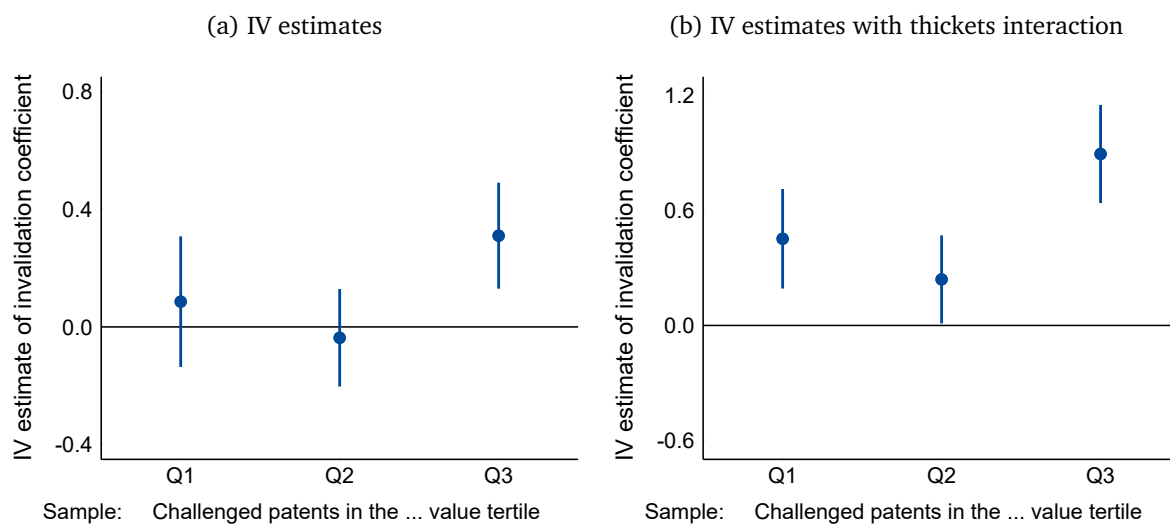 (a) IV estimates
IV estimate of invalidation coefficient
0.8
0.4
0.0
-0.4
Q1 Q2 Q3
Sample: Challenged patents in the ... value tertile
(b) IV estimates with thickets interaction
IV estimate of invalidation coefficient
1.2
0.6
0.0
-0.6
Q1 Q2 Q3
Sample: Challenged patents in the ... value tertile